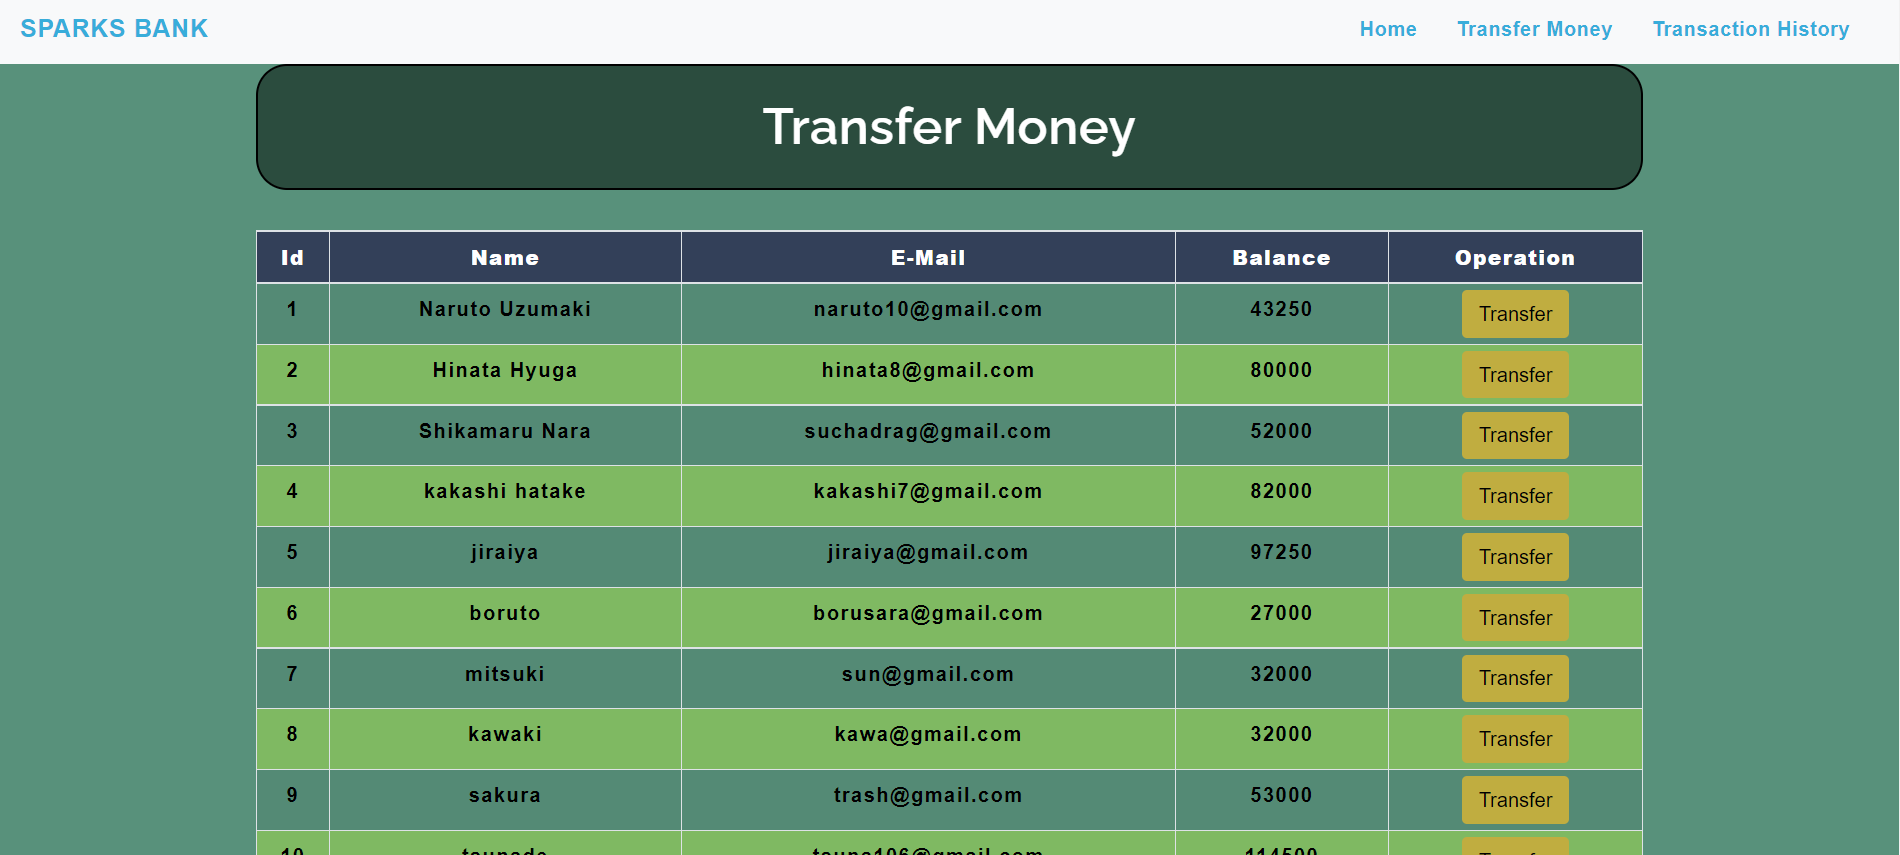 SPARKS BANK Home Transfer Money Transaction History
Transfer Money
Id Name E-Mail Balance Operation
1 Naruto Uzumaki naruto10@gmail.com 43250 Transfer
2 Hinata Hyuga hinata8@gmail.com 80000 Transfer
3 Shikamaru Nara suchadrag@gmail.com 52000 Transfer
4 kakashi hatake kakashi7@gmail.com 82000 Transfer
5 jiraiya jiraiya@gmail.com 97250 Transfer
6 boruto borusara@gmail.com 27000 Transfer
7 mitsuki sun@gmail.com 32000 Transfer
8 kawaki kawa@gmail.com 32000 Transfer
9 sakura trash@gmail.com 53000 Transfer
10 tsunade 114500